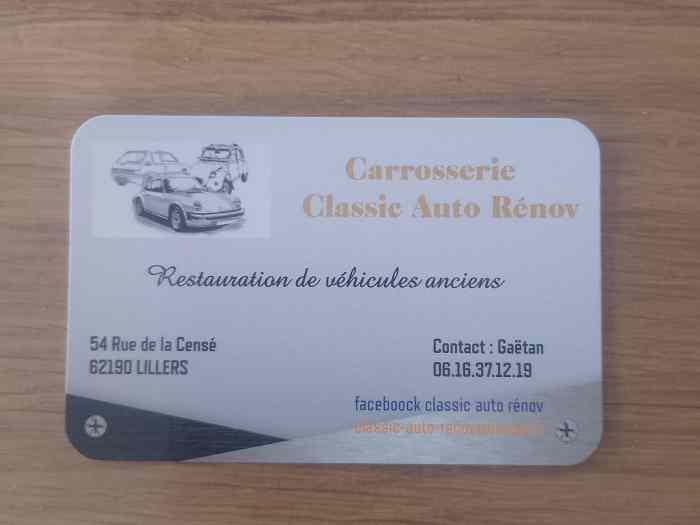 Carrosserie
Classic Auto Rénov
Restauration de véhicules anciens
54 Rue de la Censé
62190 LILLERS
Contact : Gaëtan
06.16.37.12.19
faceboock classic auto rénov